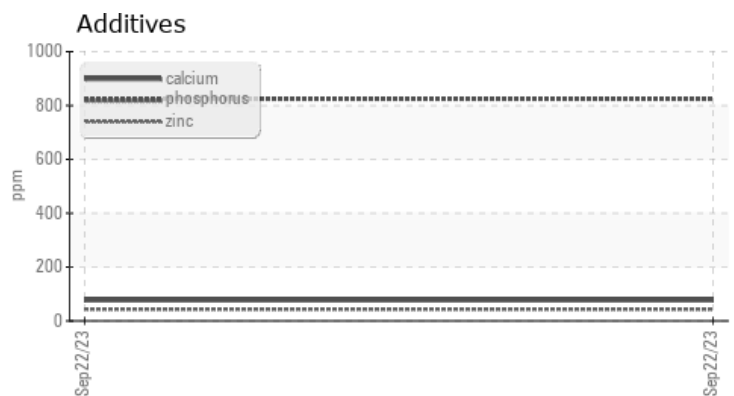 Additives
1000
calcium
phosphorus
zinc
800
600
400
200
0
ppm
Sep22/23
Sep22/23